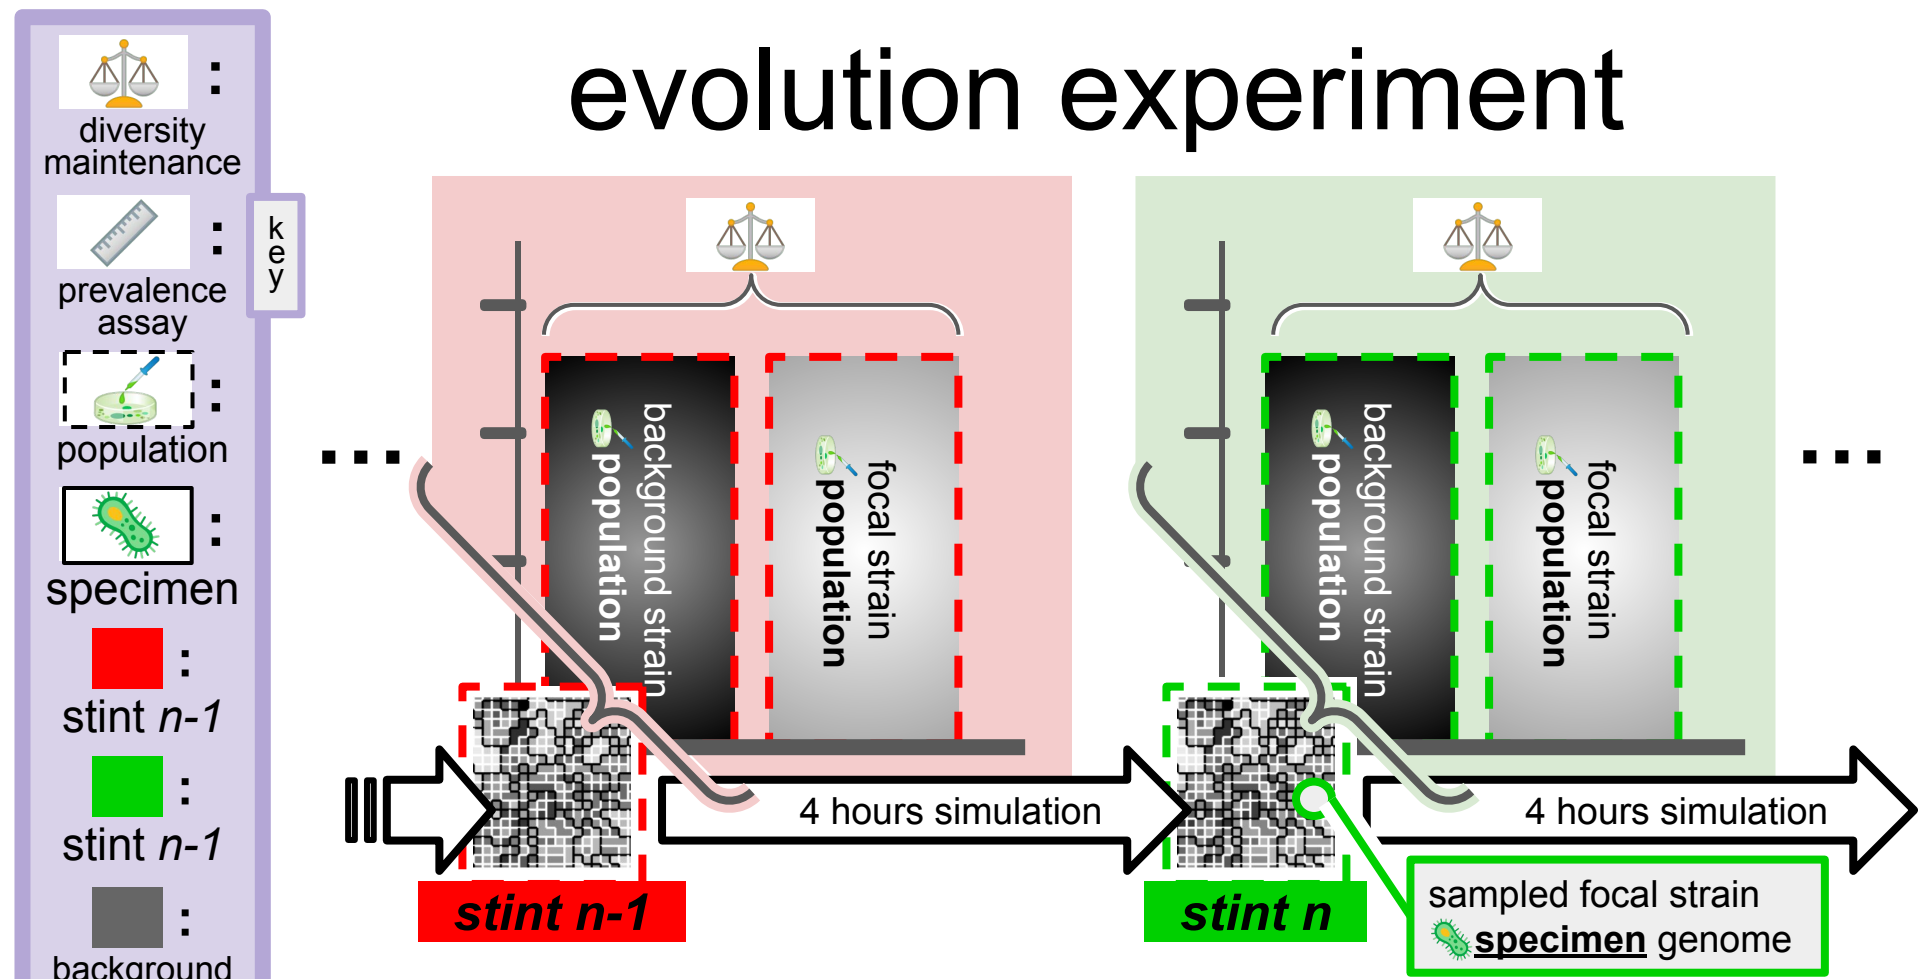 evolution experiment
:
diversity
maintenance
:
prevalence
assay
:
population
:
specimen
:
stint n-1
:
stint n-1
:
background
key
...
background strain
population
focal strain
population
4 hours simulation
stint n-1
background strain
population
focal strain
population
...
4 hours simulation
stint n
sampled focal strain
specimen genome